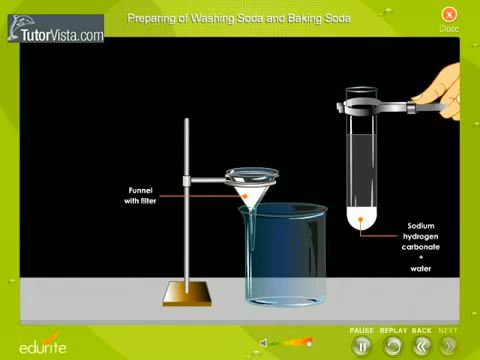 Preparing of Washing Soda and Baking Soda
TutorVista.com
Close
Funnel
with filter
Sodium
hydrogen
carbonate
+
water
PAUSE REPLAY BACK NEXT
edurite